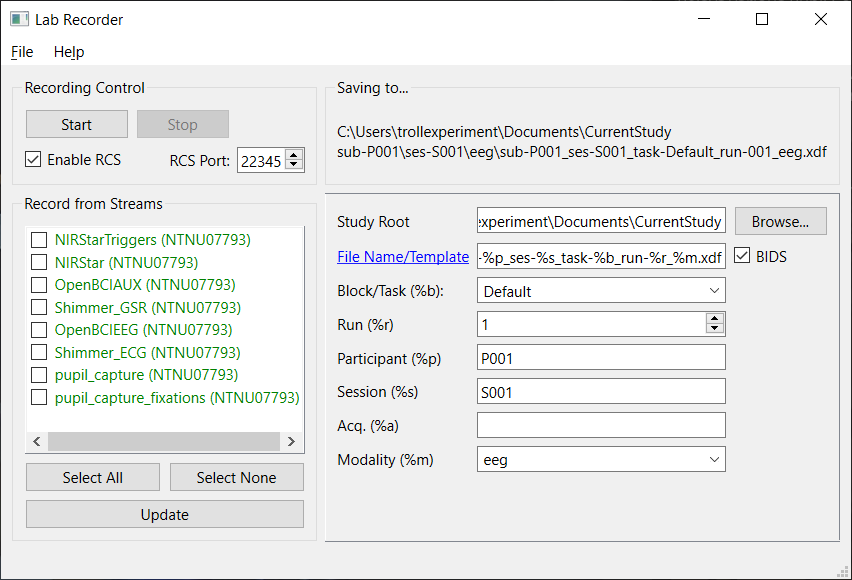 Lab Recorder
File Help
Recording Control
Start Stop
Enable RCS RCS Port: 22345
Record from Streams
NIRStarTriggers (NTNU07793)
NIRStar (NTNU07793)
OpenBCIAUX (NTNU07793)
Shimmer_GSR (NTNU07793)
OpenBCIEEG (NTNU07793)
Shimmer_ECG (NTNU07793)
pupil_capture (NTNU07793)
pupil_capture_fixations (NTNU07793)
Select All Select None
Update
Saving to...
C:\Users\trollexperiment\Documents\CurrentStudy
sub-P001\ses-S001\eeg\sub-P001_ses-S001_task-Default_run-001_eeg.xdf
Study Root experiment\Documents\CurrentStudy Browse...
File Name/Template -%p_ses-%s_task-%b_run-%r_%m.xdf BIDS
Block/Task (%b): Default
Run (%r) 1
Participant (%p) P001
Session (%s) S001
Acq. (%a)
Modality (%m) eeg